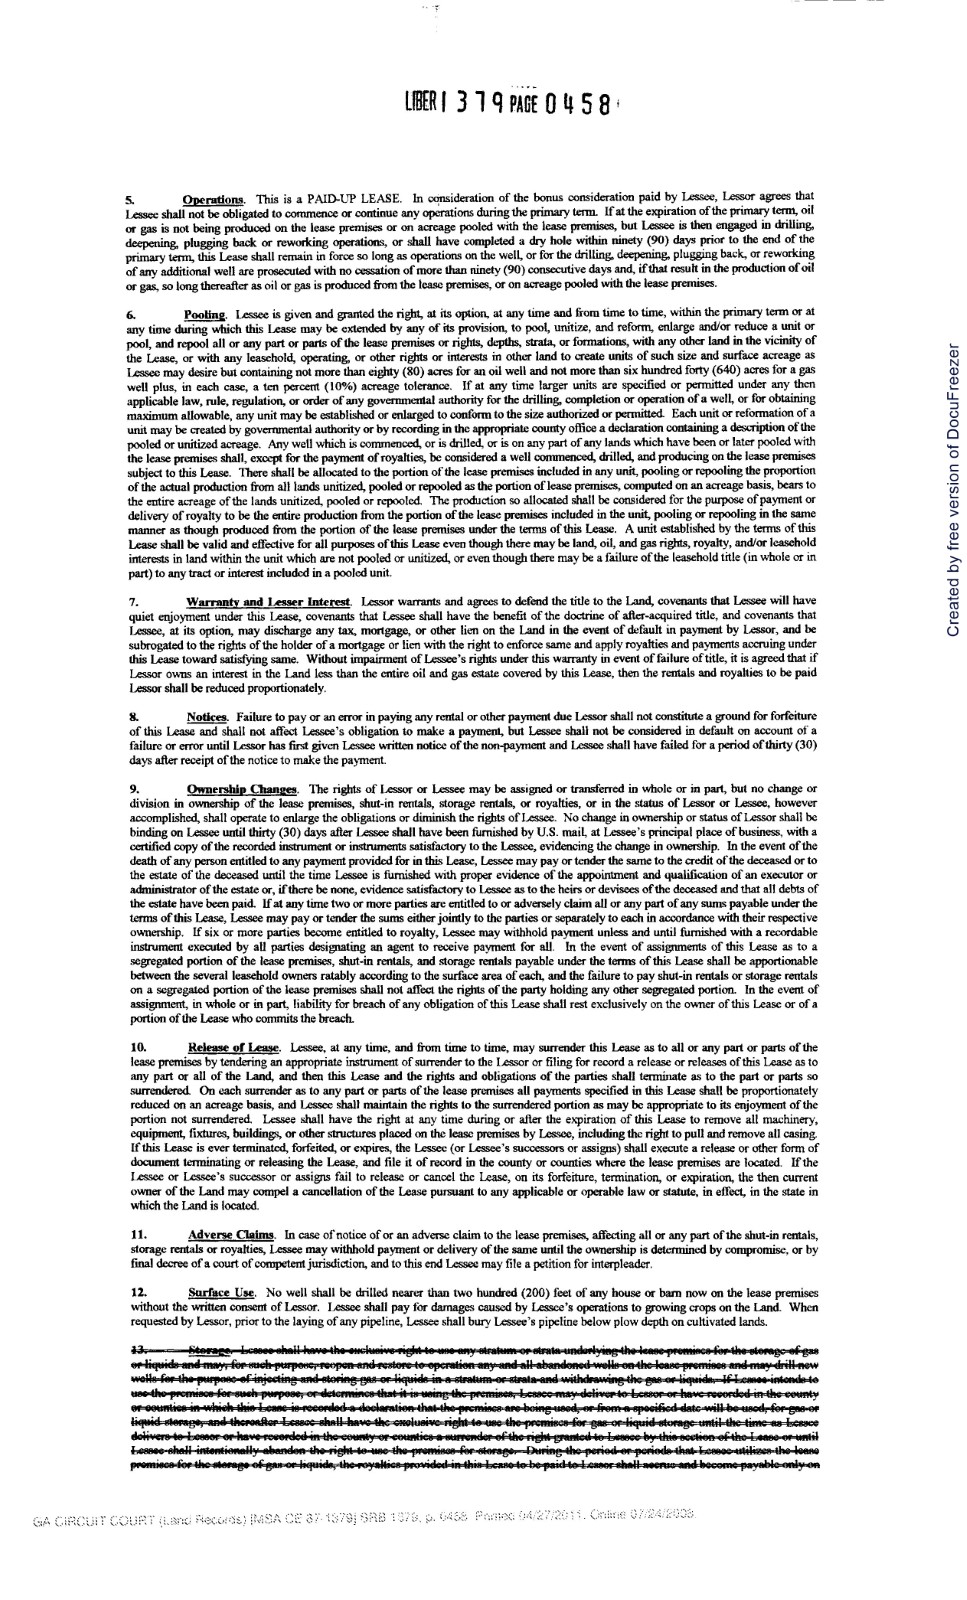 LIBER 1379 PAGE 0458
5. Operations. This is a PAID-UP LEASE. In consideration of the bonus consideration paid by Lessee, Lessor agrees that
Lessee shall not be obligated to commence or continue any operations during the primary term. If at the expiration of the primary term, oil
or gas is not being produced on the lease premises or on acreage pooled with the lease premises, but Lessee is then engaged in drilling,
deepening, plugging back or reworking operations, or shall have completed a dry hole within ninety (90) days prior to the end of the
primary term, this Lease shall remain in force so long as operations on the well, or for the drilling, deepening, plugging back, or reworking
of any additional well are prosecuted with no cessation of more than ninety (90) consecutive days and, if that result in the production of oil
or gas, so long thereafter as oil or gas is produced from the lease premises, or on acreage pooled with the lease premises.
6. Pooling. Lessee is given and granted the right, at its option, at any time and from time to time, within the primary term or at
any time during which this Lease may be extended by any of its provision, to pool, unitize, and reform, enlarge and/or reduce a unit or
pool, and repool all or any part or parts of the lease premises or rights, depths, strata, or formations, with any other land in the vicinity of
the Lease, or with any leasehold, operating, or other rights or interests in other land to create units of such size and surface acreage as
Lessee may desire but containing not more than eighty (80) acres for an oil well and not more than six hundred forty (640) acres for a gas
well plus, in each case, a ten percent (10%) acreage tolerance. If at any time larger units are specified or permitted under any then
applicable law, rule, regulation, or order of any governmental authority for the drilling, completion or operation of a well, or for obtaining
maximum allowable, any unit may be established or enlarged to conform to the size authorized or permitted. Each unit or reformation of a
unit may be created by governmental authority or by recording in the appropriate county office a declaration containing a description of the
pooled or unitized acreage. Any well which is commenced, or is drilled, or is on any part of any lands which have been or later pooled with
the lease premises shall, except for the payment of royalties, be considered a well commenced, drilled, and producing on the lease premises
subject to this Lease. There shall be allocated to the portion of the lease premises included in any unit, pooling or repooling the proportion
of the actual production from all lands unitized, pooled or repooled as the portion of lease premises, computed on an acreage basis, bears to
the entire acreage of the lands unitized, pooled or repooled. The production so allocated shall be considered for the purpose of payment or
delivery of royalty to be the entire production from the portion of the lease premises included in the unit, pooling or repooling in the same
manner as though produced from the portion of the lease premises under the terms of this Lease. A unit established by the terms of this
Lease shall be valid and effective for all purposes of this Lease even though there may be land, oil, and gas rights, royalty, and/or leasehold
interests in land within the unit which are not pooled or unitized, or even though there may be a failure of the leasehold title (in whole or in
part) to any tract or interest included in a pooled unit.
7. Warranty and Lesser Interest. Lessor warrants and agrees to defend the title to the Land, covenants that Lessee will have
quiet enjoyment under this Lease, covenants that Lessee shall have the benefit of the doctrine of after-acquired title, and covenants that
Lessee, at its option, may discharge any tax, mortgage, or other lien on the Land in the event of default in payment by Lessor, and be
subrogated to the rights of the holder of a mortgage or lien with the right to enforce same and apply royalties and payments accruing under
this Lease toward satisfying same. Without impairment of Lessee's rights under this warranty in event of failure of title, it is agreed that if
Lessor owns an interest in the Land less than the entire oil and gas estate covered by this Lease, then the rentals and royalties to be paid
Lessor shall be reduced proportionately.
8. Notices. Failure to pay or an error in paying any rental or other payment due Lessor shall not constitute a ground for forfeiture
of this Lease and shall not affect Lessee's obligation to make a payment, but Lessee shall not be considered in default on account of a
failure or error until Lessor has first given Lessee written notice of the non-payment and Lessee shall have failed for a period of thirty (30)
days after receipt of the notice to make the payment.
9. Ownership Changes. The rights of Lessor or Lessee may be assigned or transferred in whole or in part, but no change or
division in ownership of the lease premises, shut-in rentals, storage rentals, or royalties, or in the status of Lessor or Lessee, however
accomplished, shall operate to enlarge the obligations or diminish the rights of Lessee. No change in ownership or status of Lessor shall be
binding on Lessee until thirty (30) days after Lessee shall have been furnished by U.S. mail, at Lessee's principal place of business, with a
certified copy of the recorded instrument or instruments satisfactory to the Lessee, evidencing the change in ownership. In the event of the
death of any person entitled to any payment provided for in this Lease, Lessee may pay or tender the same to the credit of the deceased or to
the estate of the deceased until the time Lessee is furnished with proper evidence of the appointment and qualification of an executor or
administrator of the estate or, if there be none, evidence satisfactory to Lessee as to the heirs or devisees of the deceased and that all debts of
the estate have been paid. If at any time two or more parties are entitled to or adversely claim all or any part of any sums payable under the
terms of this Lease, Lessee may pay or tender the sums either jointly to the parties or separately to each in accordance with their respective
ownership. If six or more parties become entitled to royalty, Lessee may withhold payment unless and until furnished with a recordable
instrument executed by all parties designating an agent to receive payment for all. In the event of assignments of this Lease as to a
segregated portion of the lease premises, shut-in rentals, and storage rentals payable under the terms of this Lease shall be apportionable
between the several leasehold owners ratably according to the surface area of each, and the failure to pay shut-in rentals or storage rentals
on a segregated portion of the lease premises shall not affect the rights of the party holding any other segregated portion. In the event of
assignment, in whole or in part, liability for breach of any obligation of this Lease shall rest exclusively on the owner of this Lease or of a
portion of the Lease who commits the breach.
10. Release of Lease. Lessee, at any time, and from time to time, may surrender this Lease as to all or any part or parts of the
lease premises by tendering an appropriate instrument of surrender to the Lessor or filing for record a release or releases of this Lease as to
any part or all of the Land, and then this Lease and the rights and obligations of the parties shall terminate as to the part or parts so
surrendered. On each surrender as to any part or parts of the lease premises all payments specified in this Lease shall be proportionately
reduced on an acreage basis, and Lessee shall maintain the rights to the surrendered portion as may be appropriate to its enjoyment of the
portion not surrendered. Lessee shall have the right at any time during or after the expiration of this Lease to remove all machinery,
equipment, fixtures, buildings, or other structures placed on the lease premises by Lessee, including the right to pull and remove all casing.
If this Lease is ever terminated, forfeited, or expires, the Lessee (or Lessee's successors or assigns) shall execute a release or other form of
document terminating or releasing the Lease, and file it of record in the county or counties where the lease premises are located. If the
Lessee or Lessee's successor or assigns fail to release or cancel the Lease, on its forfeiture, termination, or expiration, the then current
owner of the Land may compel a cancellation of the Lease pursuant to any applicable or operable law or statute, in effect, in the state in
which the Land is located.
11. Adverse Claims. In case of notice of or an adverse claim to the lease premises, affecting all or any part of the shut-in rentals,
storage rentals or royalties, Lessee may withhold payment or delivery of the same until the ownership is determined by compromise, or by
final decree of a court of competent jurisdiction, and to this end Lessee may file a petition for interpleader.
12. Surface Use. No well shall be drilled nearer than two hundred (200) feet of any house or barn now on the lease premises
without the written consent of Lessor. Lessee shall pay for damages caused by Lessee's operations to growing crops on the Land. When
requested by Lessor, prior to the laying of any pipeline, Lessee shall bury Lessee's pipeline below plow depth on cultivated lands.
13. Storage. Lessee shall have the exclusive right to use any stratum or strata underlying the lease premises for the storage of gas
or liquids and may, for such purpose, reopen and restore to operation any and all abandoned wells on the lease premises and may drill new
wells for the purpose of injecting and storing gas or liquids in a stratum or strata and withdrawing the gas or liquids. If Lessee intends to
use the premises for such purpose, or determines that it is using the premises, Lessee may deliver to Lessor or have recorded in the county
or counties in which this Lease is recorded a declaration that the premises are being used, or from a specified date will be used, for gas or
liquid storage, and thereafter Lessee shall have the exclusive right to use the premises for gas or liquid storage until the time as Lessee
delivers to Lessor or have recorded in the county or counties a surrender of the right granted to Lessee by this section of the Lease or until
Lessee shall intentionally abandon the right to use the premises for storage. During the period or periods that Lessee utilizes the lease
premises for the storage of gas or liquids, the royalties provided in this Lease to be paid to Lessor shall accrue and become payable only on
GA CIRCUIT COURT (Land Records) [MSA CE 87-1379] SRB 1379, p. 0458. Printed 04/27/2011. Online 07/24/2008.
Created by free version of DocuFreezer